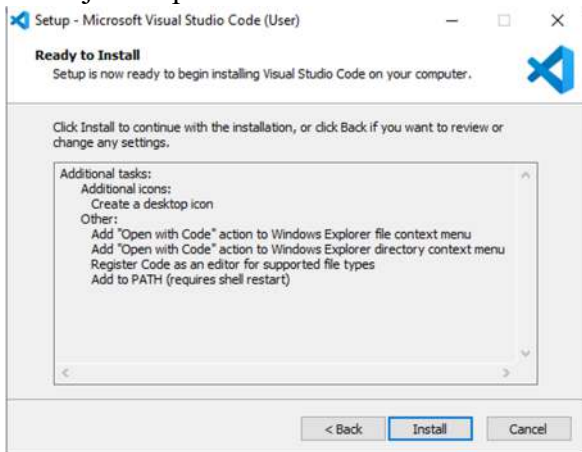 Setup - Microsoft Visual Studio Code (User)
Ready to Install
Setup is now ready to begin installing Visual Studio Code on your computer.
Click Install to continue with the installation, or click Back if you want to review or
change any settings.
Additional tasks:
Additional icons:
Create a desktop icon
Other:
Add "Open with Code" action to Windows Explorer file context menu
Add "Open with Code" action to Windows Explorer directory context menu
Register Code as an editor for supported file types
Add to PATH (requires shell restart)
< Back Install Cancel